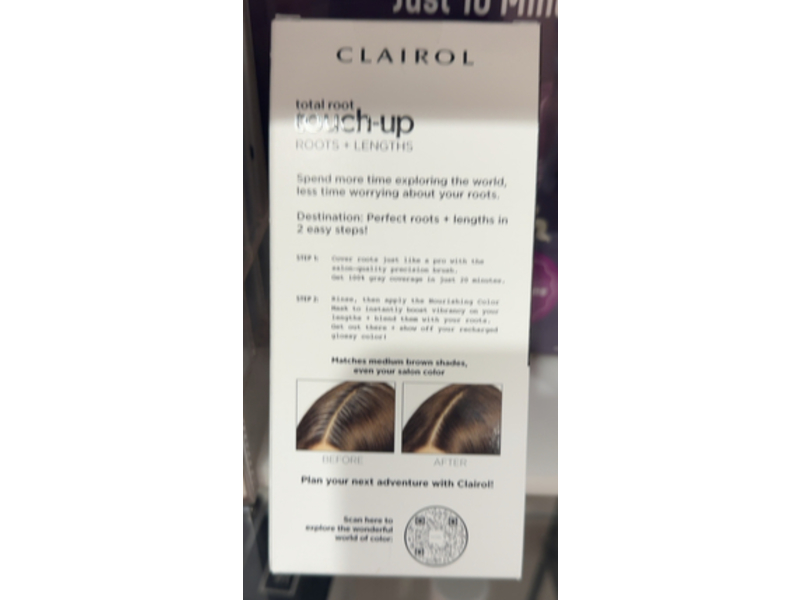 Just 10 Min
CLAIROL
total root
touch-up
ROOTS + LENGTHS
Spend more time exploring the world,
less time worrying about your roots.
Destination: Perfect roots + lengths in
2 easy steps!
STEP 1: Cover roots just like a pro with the
salon-quality precision brush.
Get 100% gray coverage in just 20 minutes.
STEP 2: Rinse, then apply the Nourishing Color
Mask to instantly boost vibrancy on your
lengths + blend them with your roots.
Get out there + show off your recharged
glossy color!
Matches medium brown shades,
even your salon color
BEFORE AFTER
Plan your next adventure with Clairol!
Scan here to
explore the wonderful
world of color: